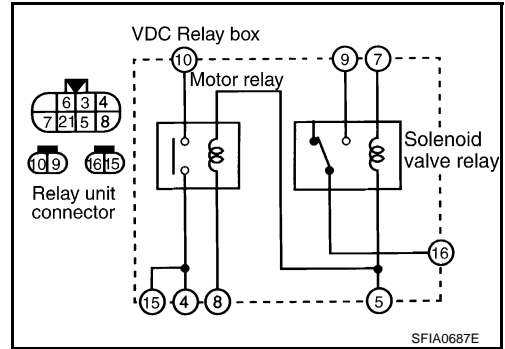 VDC Relay box
10
9
7
Motor relay
6 3 4
7 2 1 5 8
Solenoid
valve relay
10 9
16 15
Relay unit
connector
16
15
4
8
5
SFIA0687E